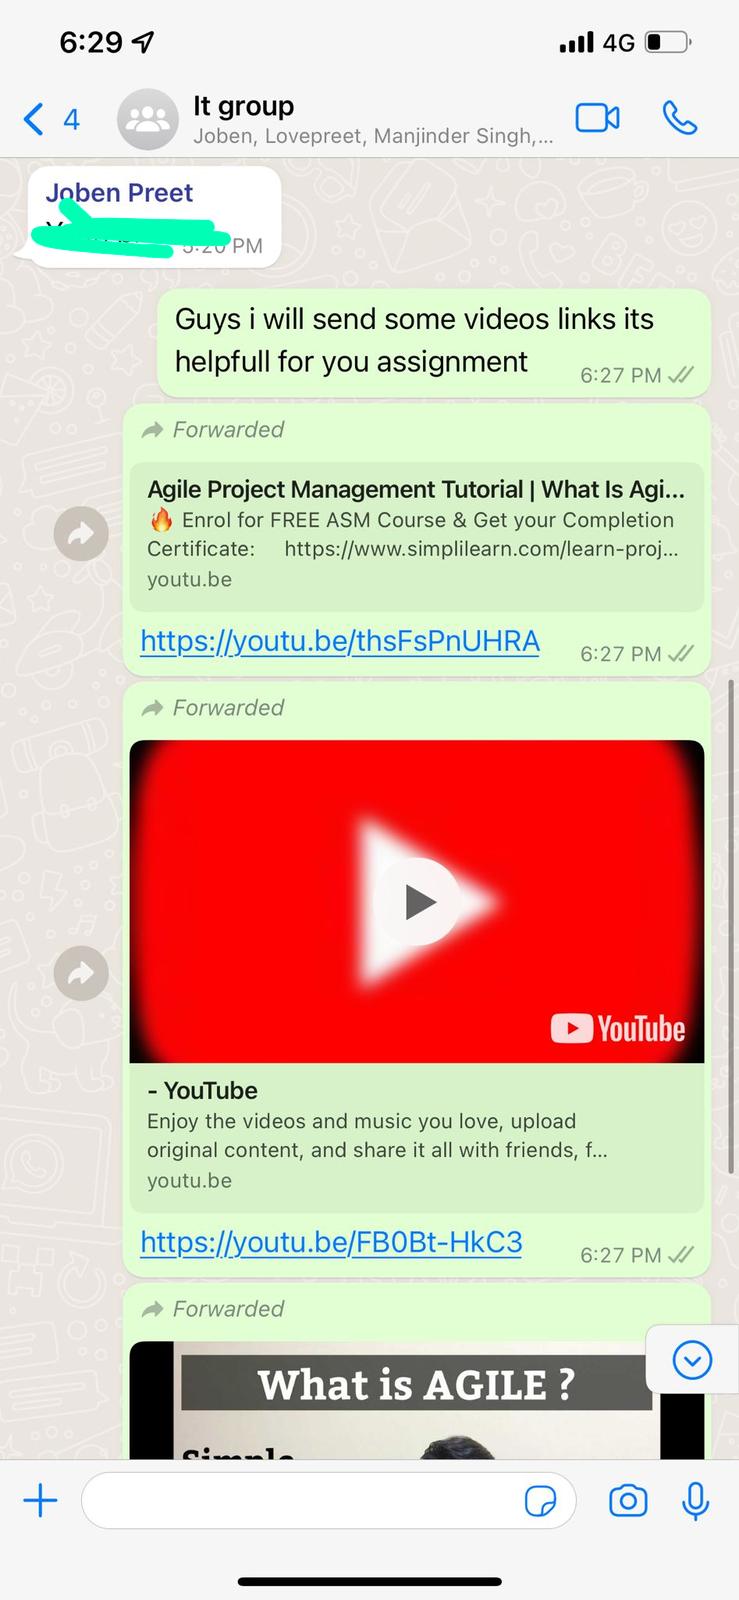 6:29
4G
4
It group
Joben, Lovepreet, Manjinder Singh,...
Joben Preet
5:20 PM
Guys i will send some videos links its
helpfull for you assignment
6:27 PM
Forwarded
Agile Project Management Tutorial | What Is Agi...
🔥 Enrol for FREE ASM Course & Get your Completion
Certificate: https://www.simplilearn.com/learn-proj...
youtu.be
https://youtu.be/thsFsPnUHRA
6:27 PM
Forwarded
YouTube
- YouTube
Enjoy the videos and music you love, upload
original content, and share it all with friends, f...
youtu.be
https://youtu.be/FB0Bt-HkC3
6:27 PM
Forwarded
What is AGILE ?
Simple